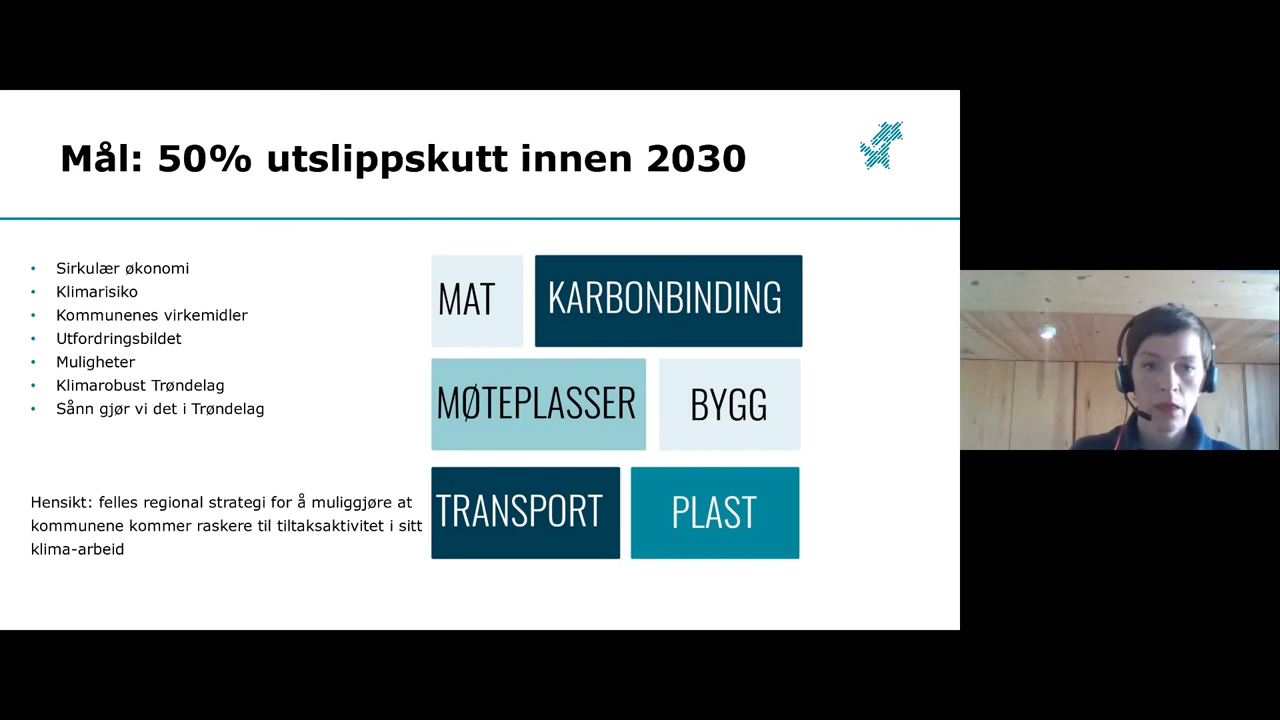 Mål: 50% utslippskutt innen 2030
• Sirkulær økonomi
• Klimarisiko
• Kommunenes virkemidler
• Utfordringsbildet
• Muligheter
• Klimarobust Trøndelag
• Sånn gjør vi det i Trøndelag
Hensikt: felles regional strategi for å muliggjøre at
kommunene kommer raskere til tiltaksaktivitet i sitt
klima-arbeid
MAT
KARBONBINDING
MØTEPLASSER
BYGG
TRANSPORT
PLAST